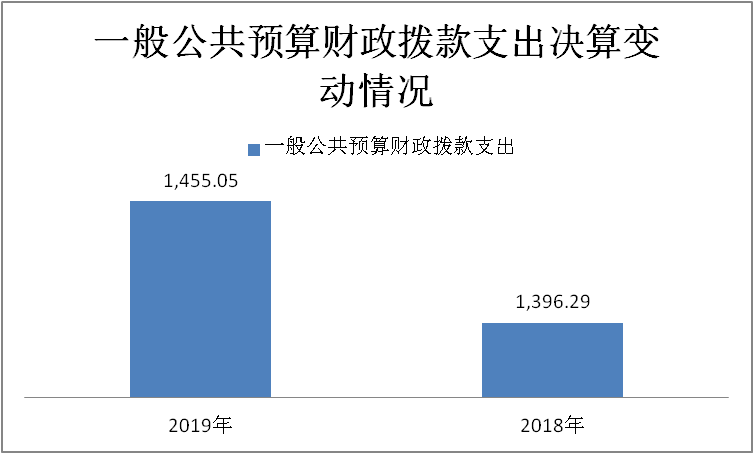 一般公共预算财政拨款支出决算变
动情况
一般公共预算财政拨款支出
1,455.05
1,396.29
2019年
2018年